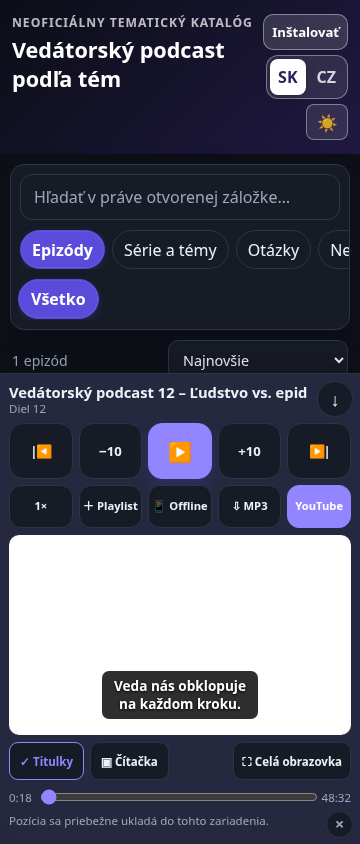 NEOFICIÁLNY TEMATICKÝ KATALÓG
Vedátorský podcast
podľa tém
Inštalovať
SK CZ
Hľadať v práve otvorenej záložke...
Epizódy Série a témy Otázky Ne
Všetko
1 epizód Najnovšie
Vedátorský podcast 12 – Ľudstvo vs. epid
Diel 12
↓
−10 +10
1× ＋ Playlist Offline ⇩ MP3 YouTube
Veda nás obklopuje
na každom kroku.
✓ Titulky ▣ Čítačka ⛶ Celá obrazovka
0:18 48:32
Pozícia sa priebežne ukladá do tohto zariadenia.
×